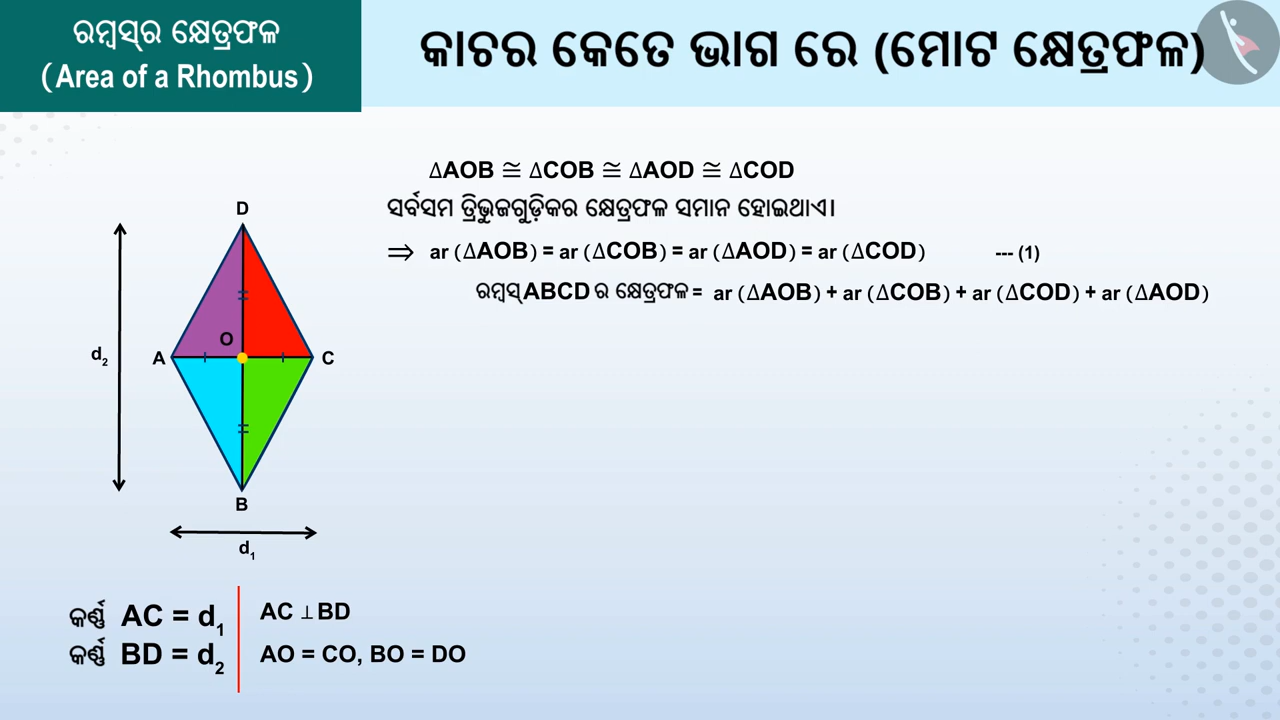 ରମ୍ବସ୍‌ର କ୍ଷେତ୍ରଫଳ
(Area of a Rhombus)
କାଚର କେତେ ଭାଗ ରେ (ମୋଟ କ୍ଷେତ୍ରଫଳ)
ΔAOB ≅ ΔCOB ≅ ΔAOD ≅ ΔCOD
ସର୍ବସମ ତ୍ରିଭୁଜଗୁଡ଼ିକର କ୍ଷେତ୍ରଫଳ ସମାନ ହୋଇଥାଏ।
⇒ ar (ΔAOB) = ar (ΔCOB) = ar (ΔAOD) = ar (ΔCOD) --- (1)
ରମ୍ବସ୍ ABCD ର କ୍ଷେତ୍ରଫଳ = ar (ΔAOB) + ar (ΔCOB) + ar (ΔCOD) + ar (ΔAOD)
D
O
d₂
A
C
B
d₁
କର୍ଣ୍ଣ AC = d₁
କର୍ଣ୍ଣ BD = d₂
AC ⊥ BD
AO = CO, BO = DO